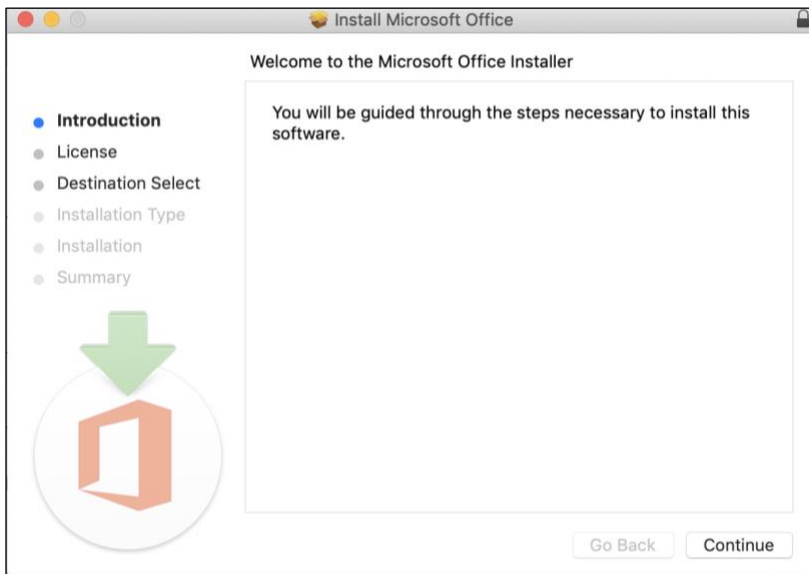 Install Microsoft Office
Welcome to the Microsoft Office Installer
Introduction
License
Destination Select
Installation Type
Installation
Summary
You will be guided through the steps necessary to install this
software.
Go Back
Continue